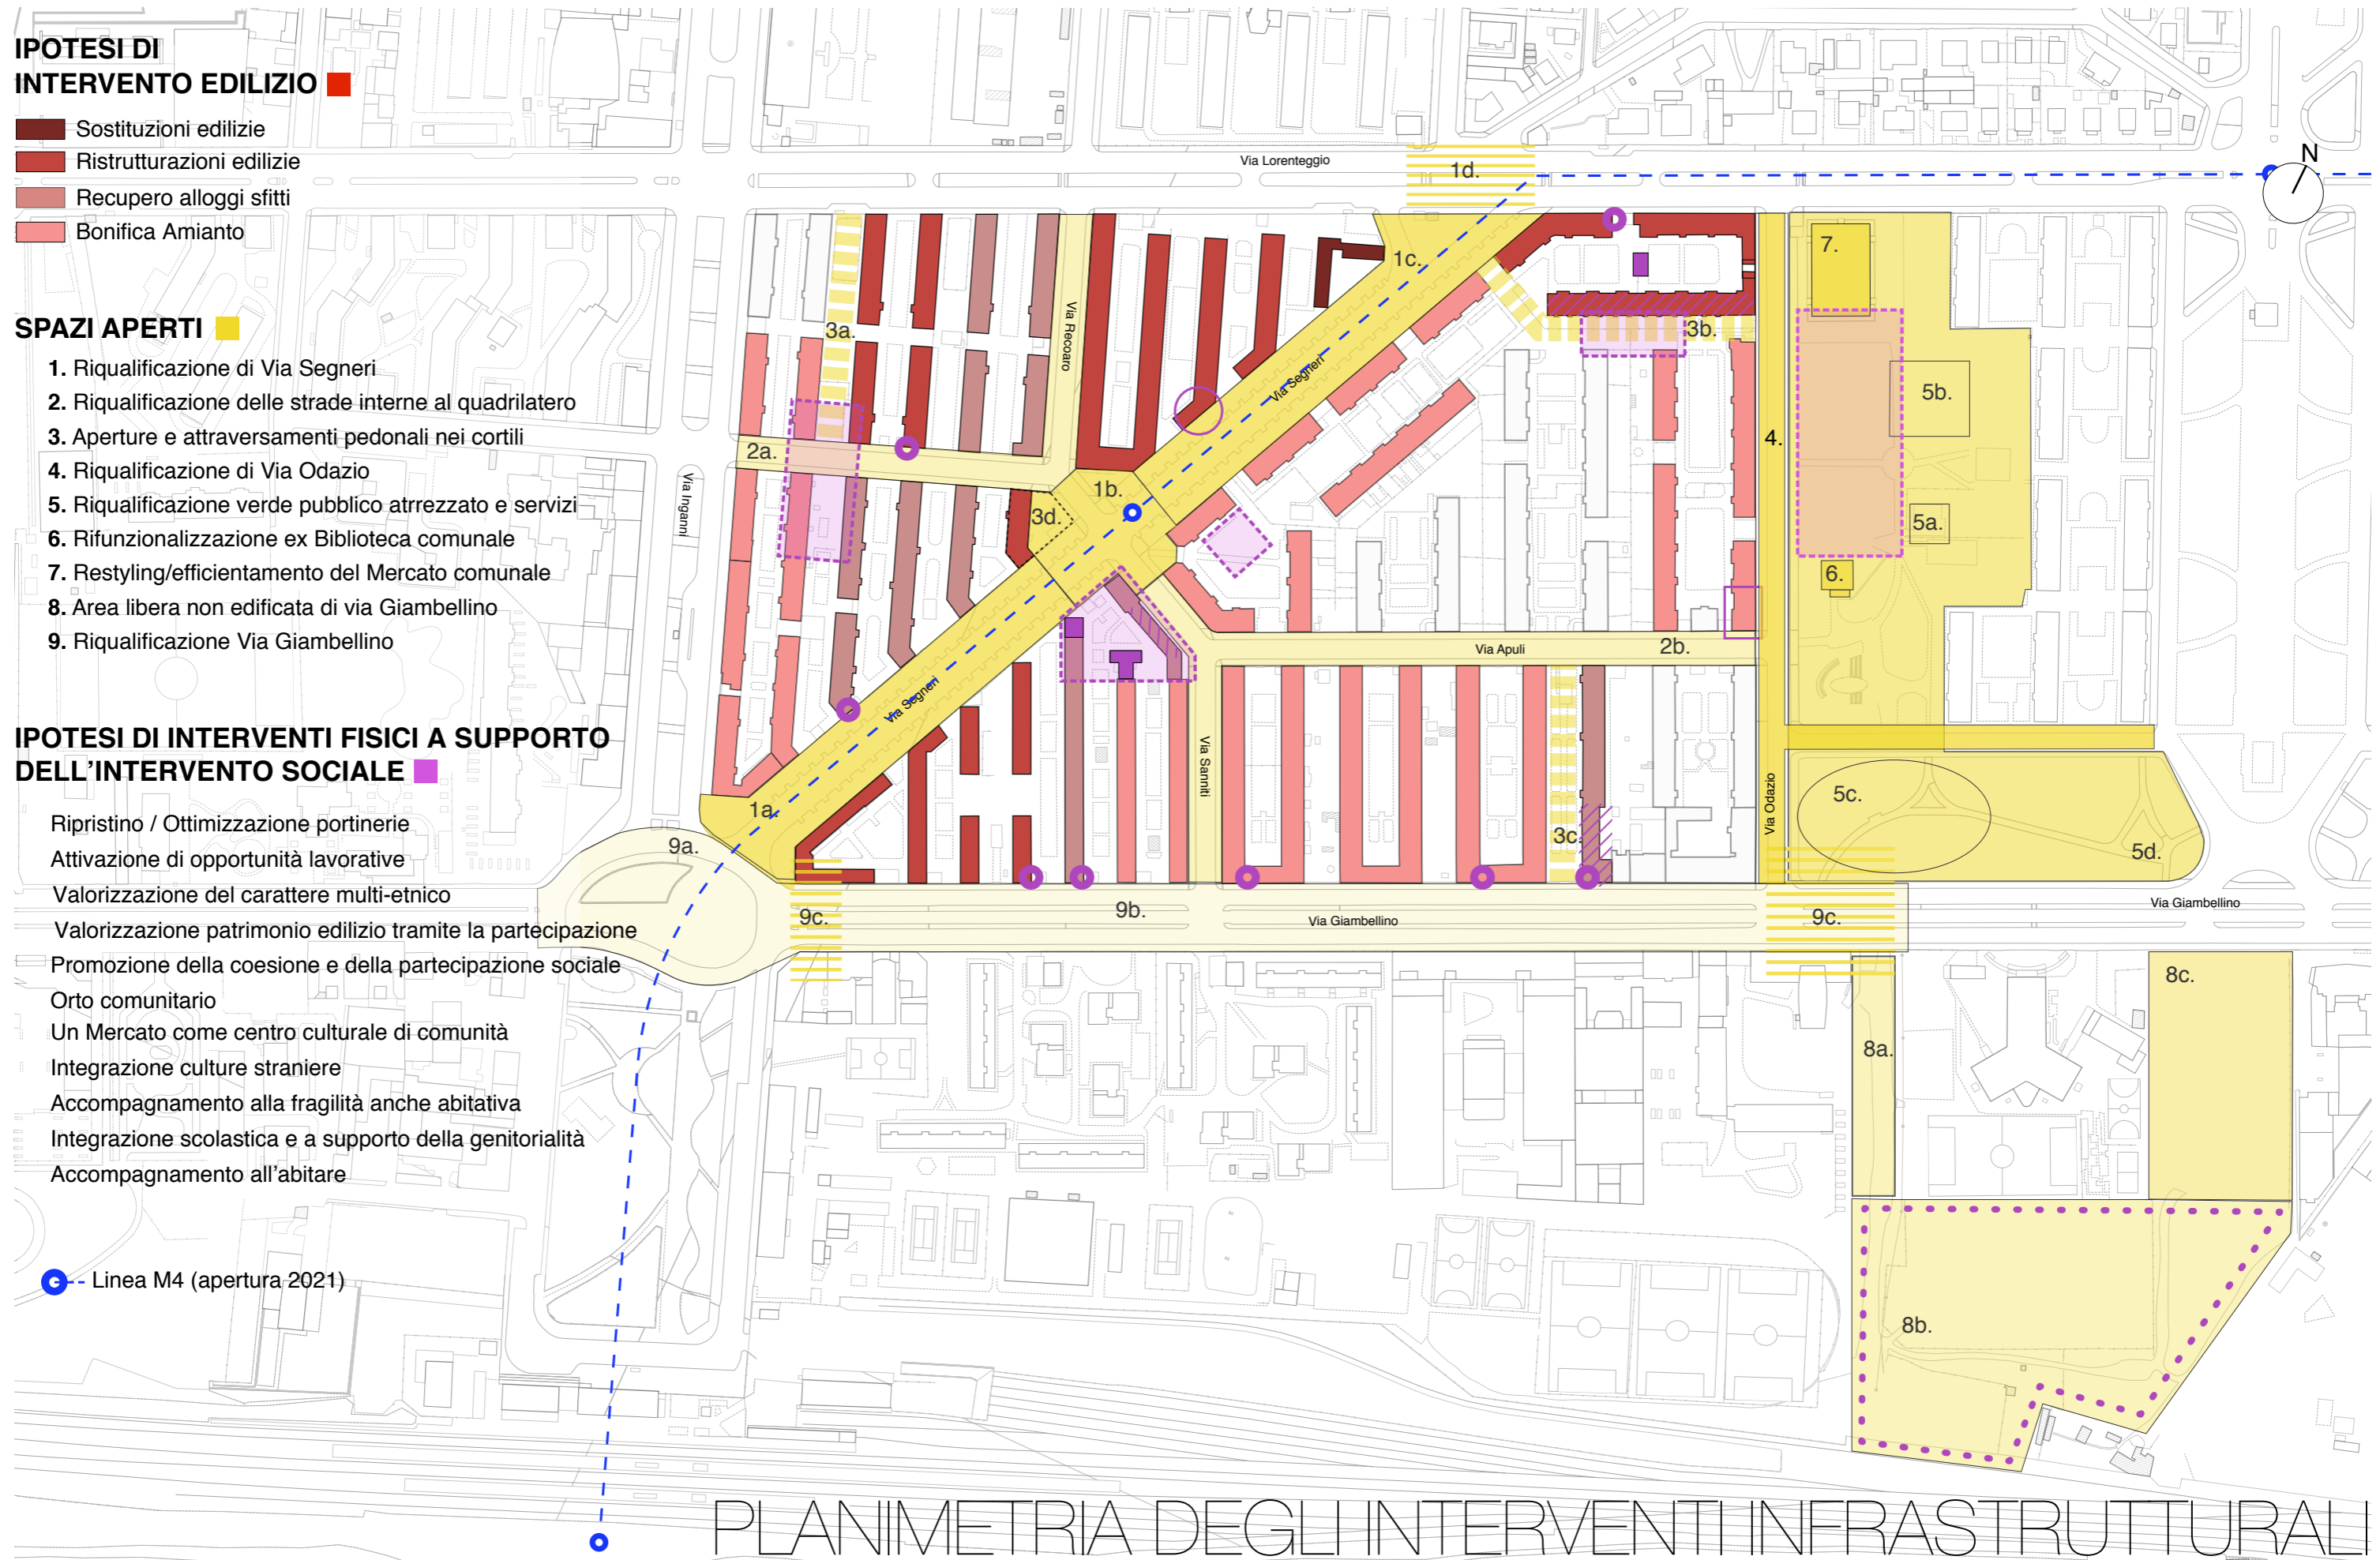 IPOTESI DI
INTERVENTO EDILIZIO
Sostituzioni edilizie
Ristrutturazioni edilizie
Recupero alloggi sfitti
Bonifica Amianto
SPAZI APERTI
1. Riqualificazione di Via Segneri
2. Riqualificazione delle strade interne al quadrilatero
3. Aperture e attraversamenti pedonali nei cortili
4. Riqualificazione di Via Odazio
5. Riqualificazione verde pubblico atrrezzato e servizi
6. Rifunzionalizzazione ex Biblioteca comunale
7. Restyling/efficientamento del Mercato comunale
8. Area libera non edificata di via Giambellino
9. Riqualificazione Via Giambellino
IPOTESI DI INTERVENTI FISICI A SUPPORTO
DELL'INTERVENTO SOCIALE
Ripristino / Ottimizzazione portinerie
Attivazione di opportunità lavorative
Valorizzazione del carattere multi-etnico
Valorizzazione patrimonio edilizio tramite la partecipazione
Promozione della coesione e della partecipazione sociale
Orto comunitario
Un Mercato come centro culturale di comunità
Integrazione culture straniere
Accompagnamento alla fragilità anche abitativa
Integrazione scolastica e a supporto della genitorialità
Accompagnamento all'abitare
Linea M4 (apertura 2021)
Via Lorenteggio
1d.
N
7.
1c.
3a.
Via Recoaro
3b.
Via Segneri
5b.
4.
2a.
Via Inganni
1b.
3d.
5a.
6.
Via Apuli
2b.
Via Segneri
Via Sanniti
Via Odazio
5c.
1a.
3c.
5d.
9a.
9c.
9b.
Via Giambellino
9c.
Via Giambellino
8c.
8a.
8b.
PLANIMETRIA DEGLI INTERVENTI INFRASTRUTTURALI